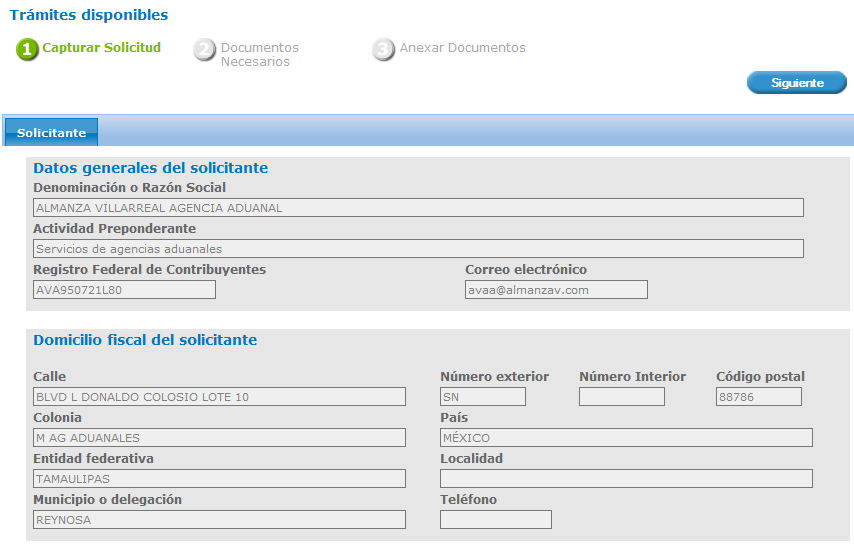 Trámites disponibles
1 Capturar Solicitud 2 Documentos Necesarios 3 Anexar Documentos
Siguiente
Solicitante
Datos generales del solicitante
Denominación o Razón Social
ALMANZA VILLARREAL AGENCIA ADUANAL
Actividad Preponderante
Servicios de agencias aduanales
Registro Federal de Contribuyentes Correo electrónico
AVA950721L80 avaa@almanzav.com
Domicilio fiscal del solicitante
Calle Número exterior Número Interior Código postal
BLVD L DONALDO COLOSIO LOTE 10 SN 88786
Colonia País
M AG ADUANALES MÉXICO
Entidad federativa Localidad
TAMAULIPAS
Municipio o delegación Teléfono
REYNOSA